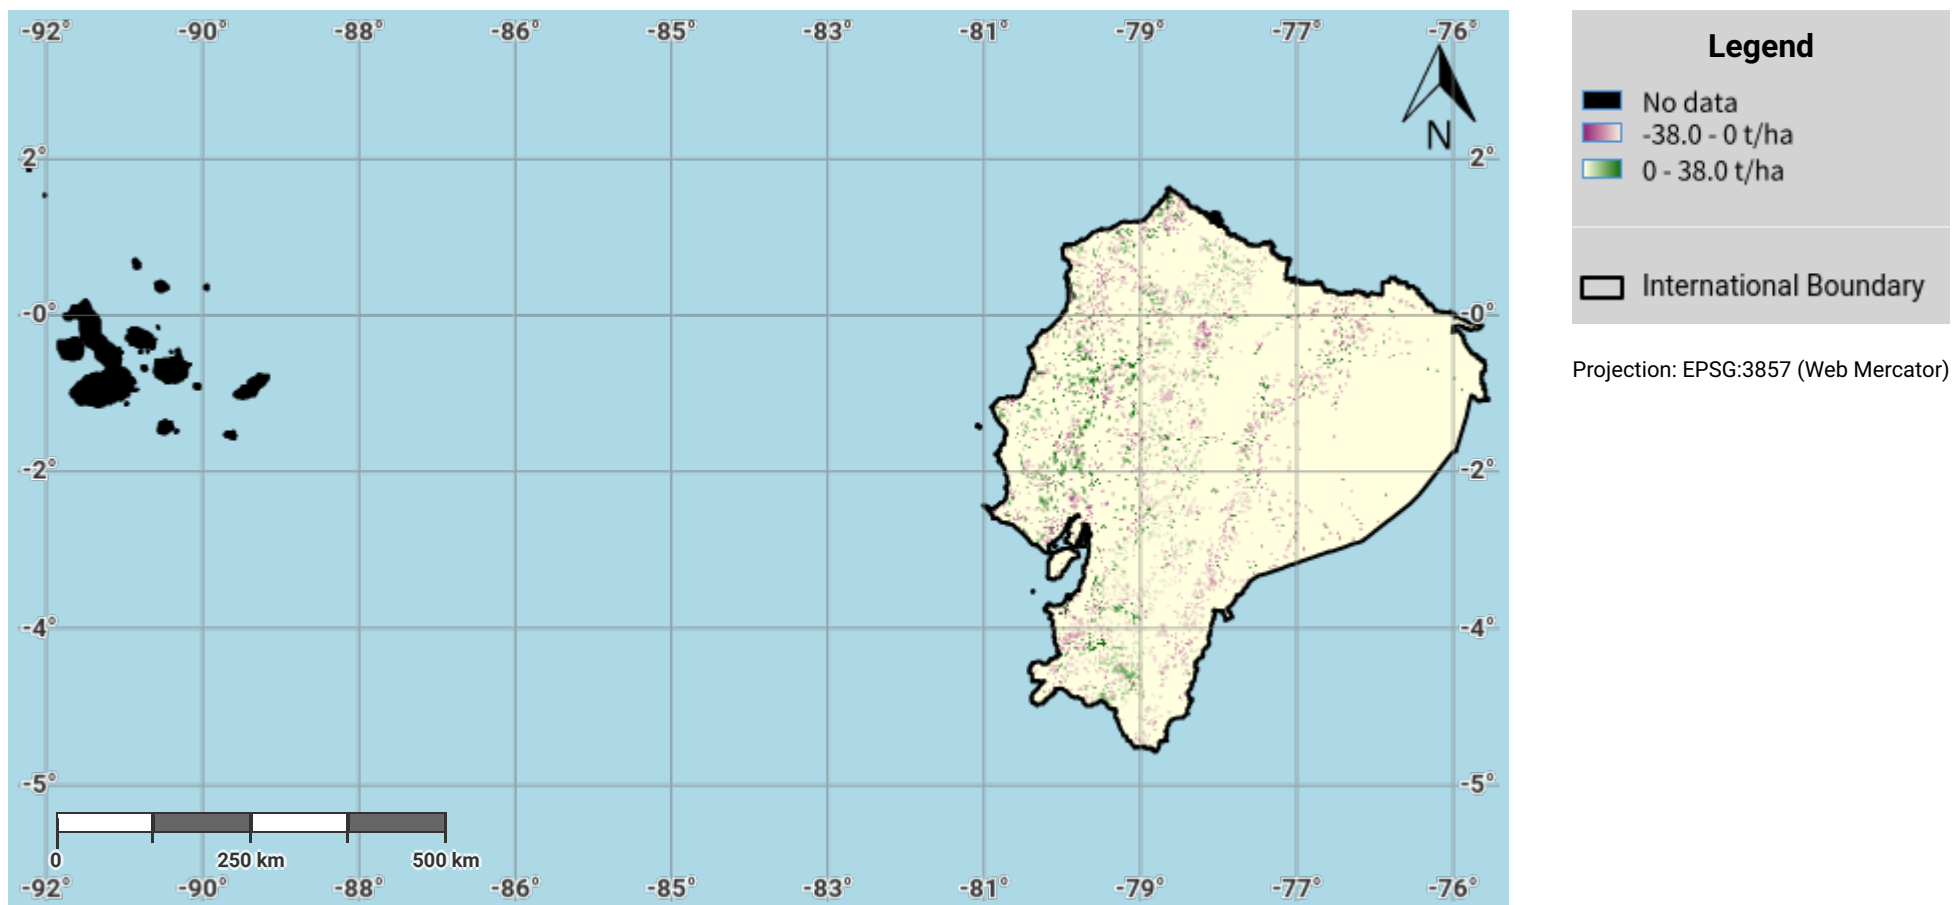 -92° -90° -88° -86° -85° -83° -81° -79° -77° -76°
2° 2°
N
-0° -0°
-2° -2°
-4° -4°
-5° -5°
0 250 km 500 km
-92° -90° -88° -86° -85° -83° -81° -79° -77° -76°
Legend
No data
-38.0 - 0 t/ha
0 - 38.0 t/ha
International Boundary
Projection: EPSG:3857 (Web Mercator)